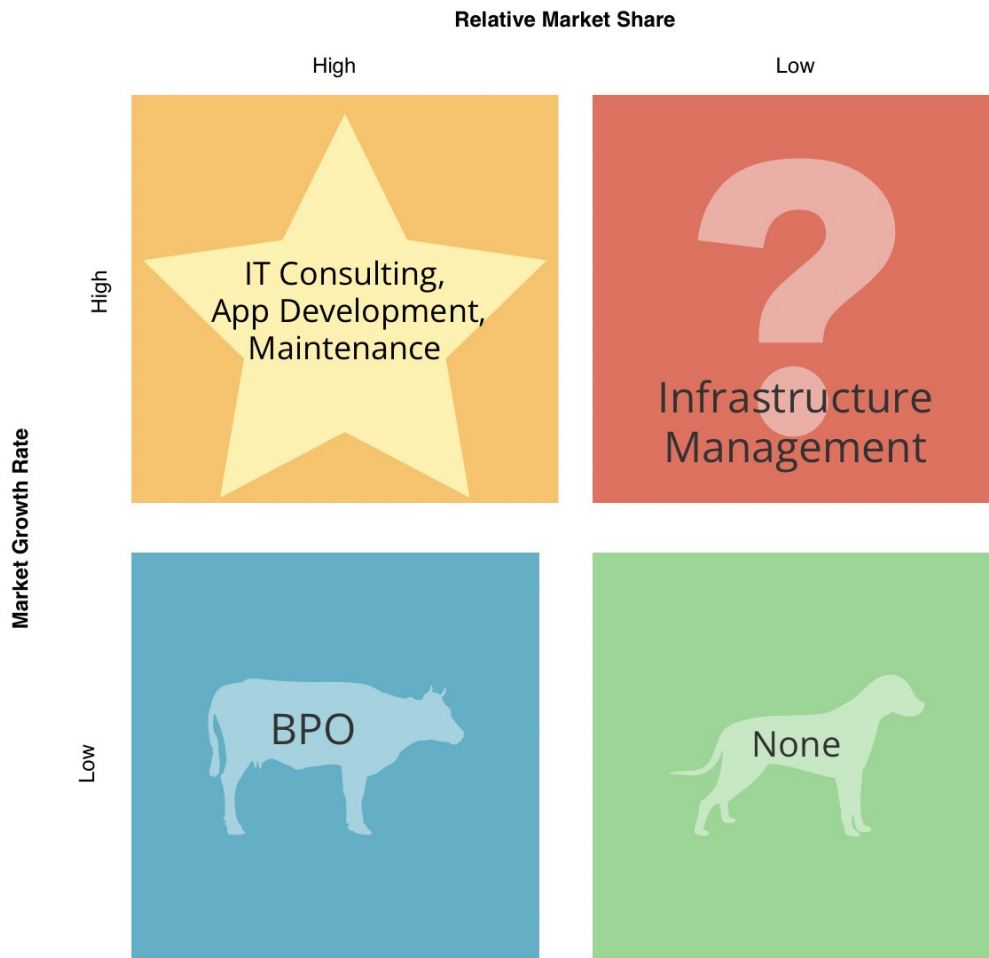 Relative Market Share
High
Low
Market Growth Rate
High
IT Consulting,
App Development,
Maintenance
Infrastructure
Management
Low
BPO
None